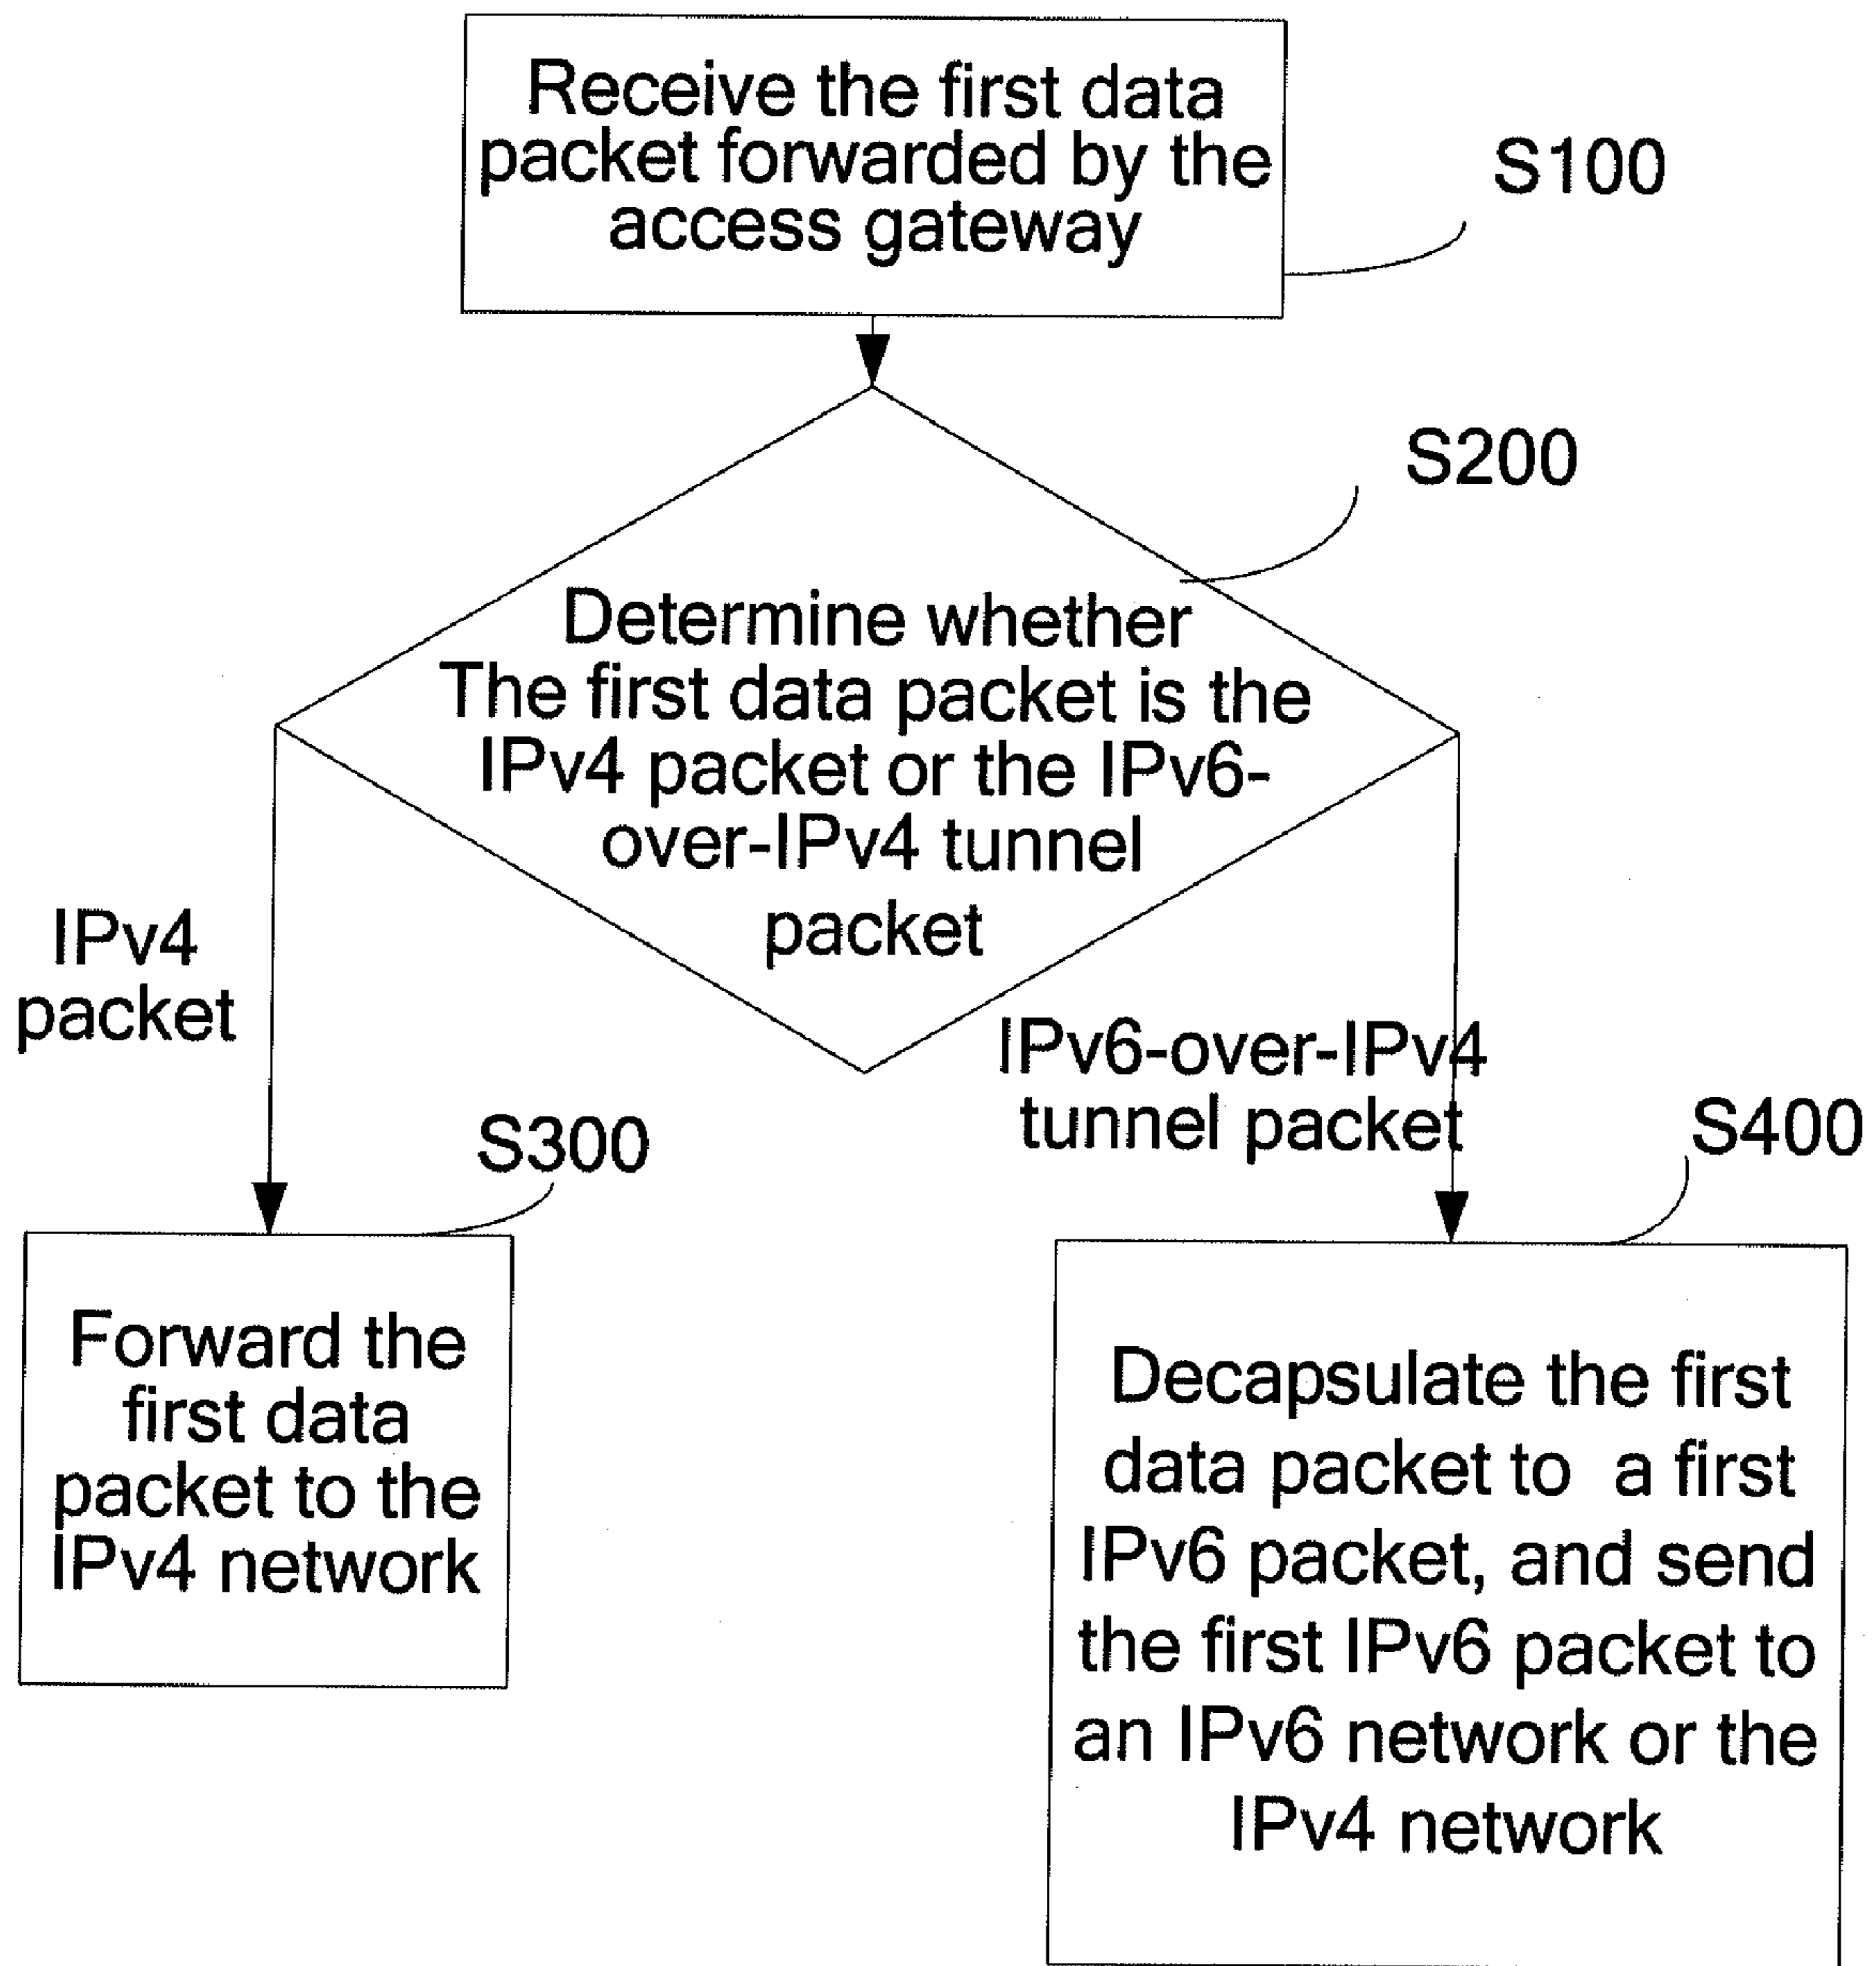 Receive the first data
packet forwarded by the
access gateway
S100
S200
Determine whether
The first data packet is the
IPv4 packet or the IPv6-
over-IPv4 tunnel
packet
IPv4
packet
IPv6-over-IPv4
tunnel packet
S300
S400
Forward the
first data
packet to the
IPv4 network
Decapsulate the first
data packet to a first
IPv6 packet, and send
the first IPv6 packet to
an IPv6 network or the
IPv4 network